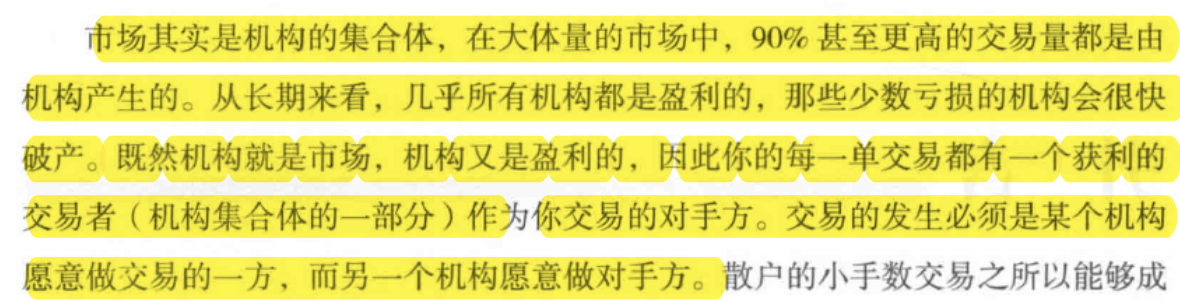 市场其实是机构的集合体，在大体量的市场中，90% 甚至更高的交易量都是由
机构产生的。从长期来看，几乎所有机构都是盈利的，那些少数亏损的机构会很快
破产。既然机构就是市场，机构又是盈利的，因此你的每一单交易都有一个获利的
交易者（机构集合体的一部分）作为你交易的对手方。交易的发生必须是某个机构
愿意做交易的一方，而另一个机构愿意做对手方。散户的小手数交易之所以能够成